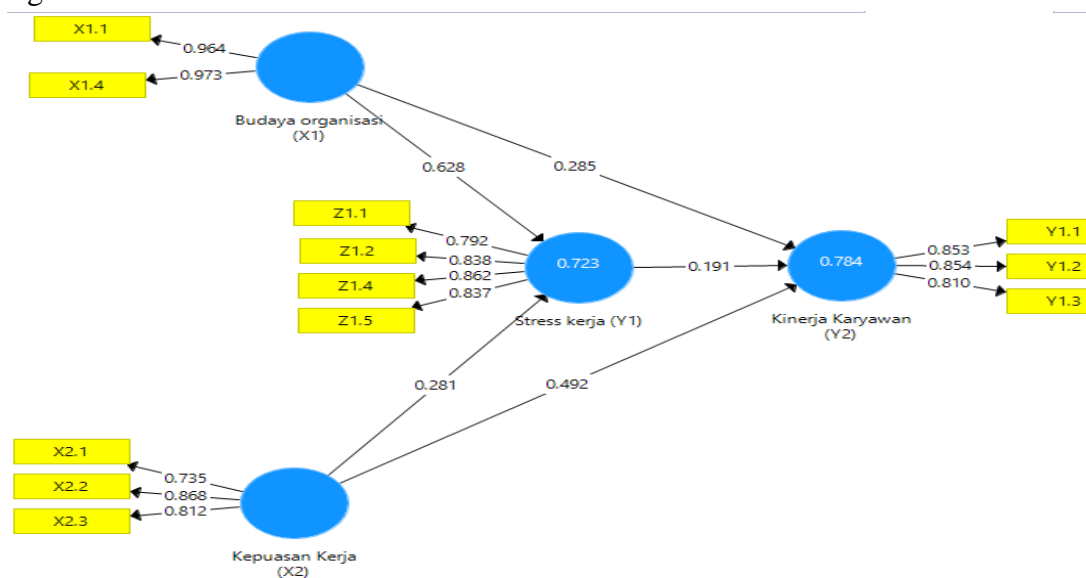 X1.1
0.964
X1.4
0.973
Budaya organisasi
(X1)
0.628
0.285
Z1.1
0.792
Z1.2
0.838
Z1.4
0.862
Z1.5
0.837
0.723
Stress kerja (Y1)
0.191
0.784
Kinerja Karyawan
(Y2)
0.853
Y1.1
0.854
Y1.2
0.810
Y1.3
0.281
0.492
X2.1
0.735
X2.2
0.868
X2.3
0.812
Kepuasan Kerja
(X2)